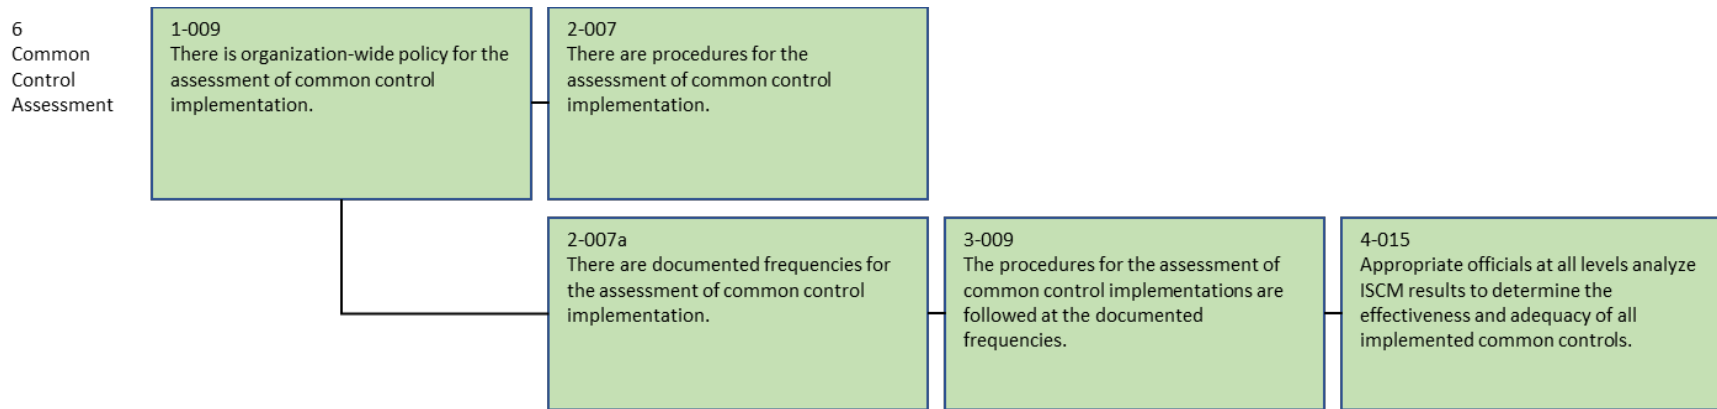 6
Common
Control
Assessment
1-009
There is organization-wide policy for the
assessment of common control
implementation.
2-007
There are procedures for the
assessment of common control
implementation.
2-007a
There are documented frequencies for
the assessment of common control
implementation.
3-009
The procedures for the assessment of
common control implementations are
followed at the documented
frequencies.
4-015
Appropriate officials at all levels analyze
ISCM results to determine the
effectiveness and adequacy of all
implemented common controls.